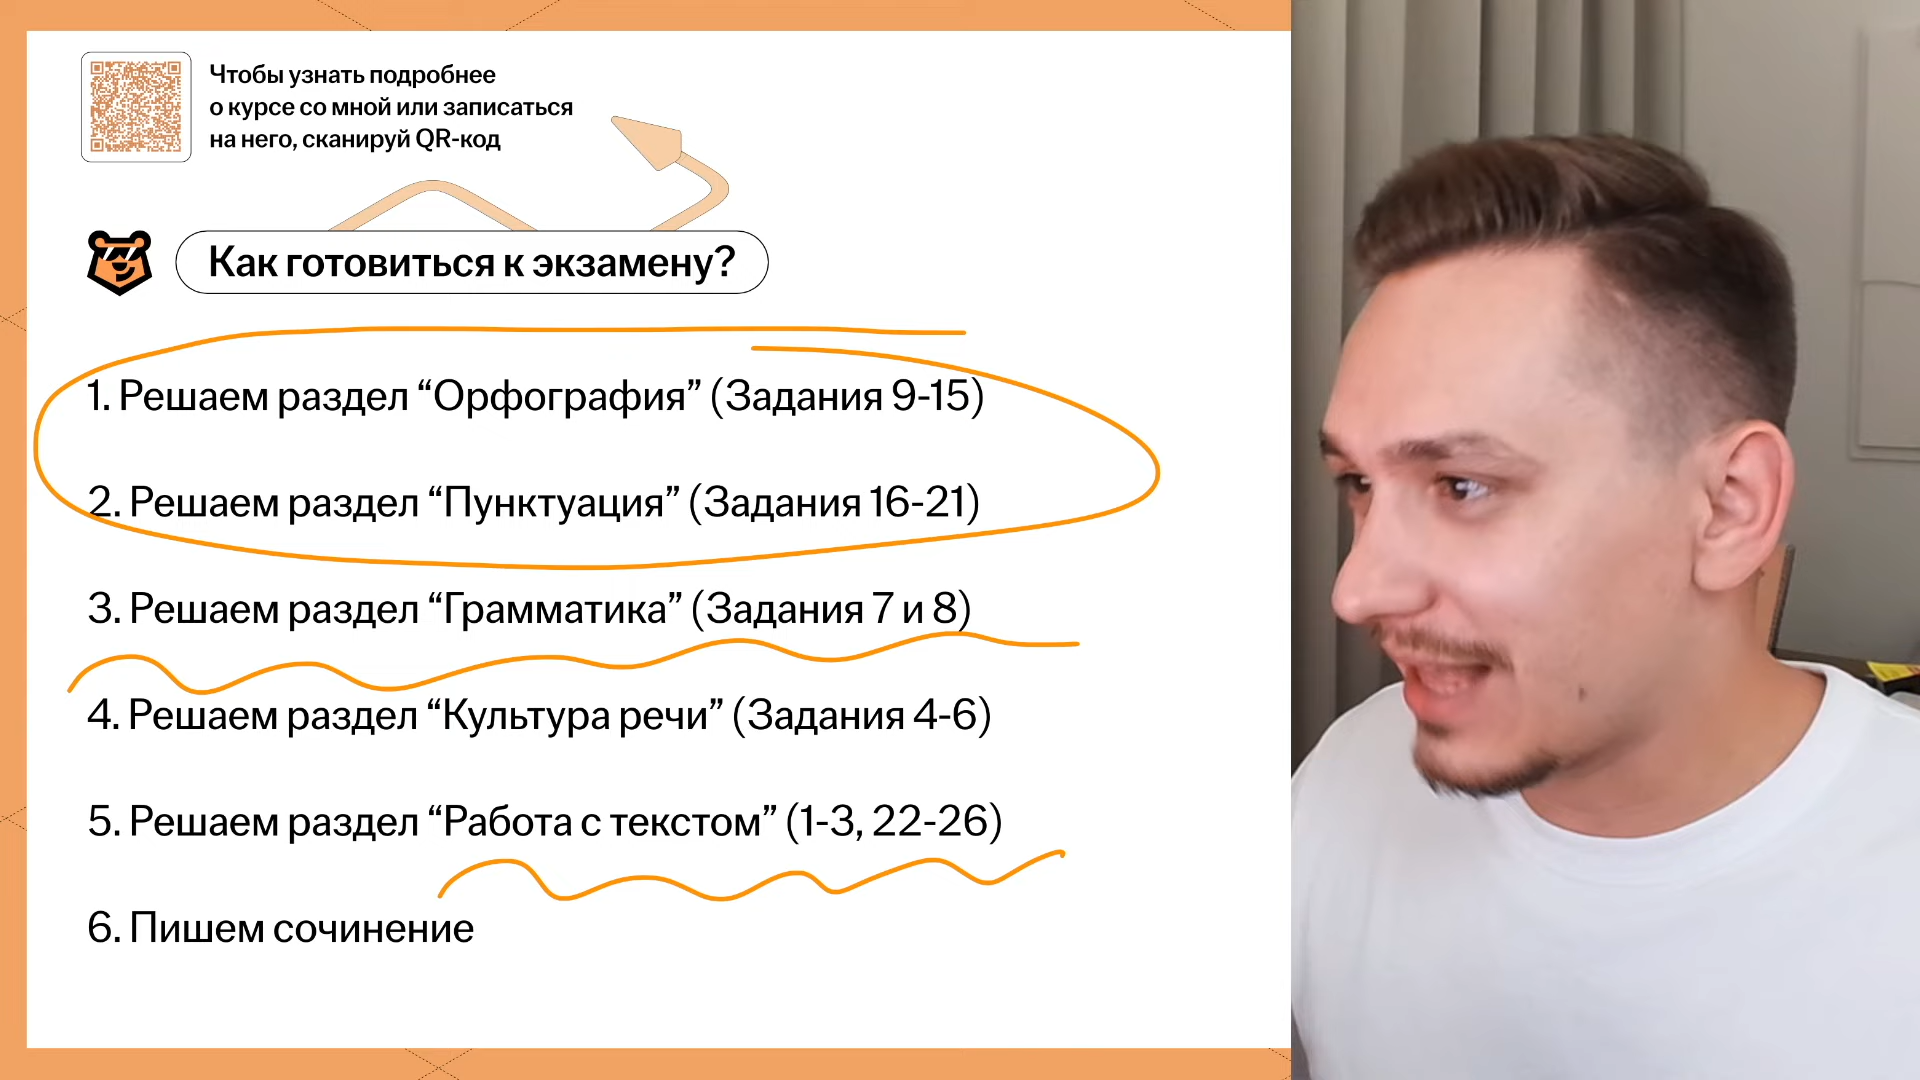 Чтобы узнать подробнее
о курсе со мной или записаться
на него, сканируй QR-код
Как готовиться к экзамену?
1. Решаем раздел “Орфография” (Задания 9-15)
2. Решаем раздел “Пунктуация” (Задания 16-21)
3. Решаем раздел “Грамматика” (Задания 7 и 8)
4. Решаем раздел “Культура речи” (Задания 4-6)
5. Решаем раздел “Работа с текстом” (1-3, 22-26)
6. Пишем сочинение